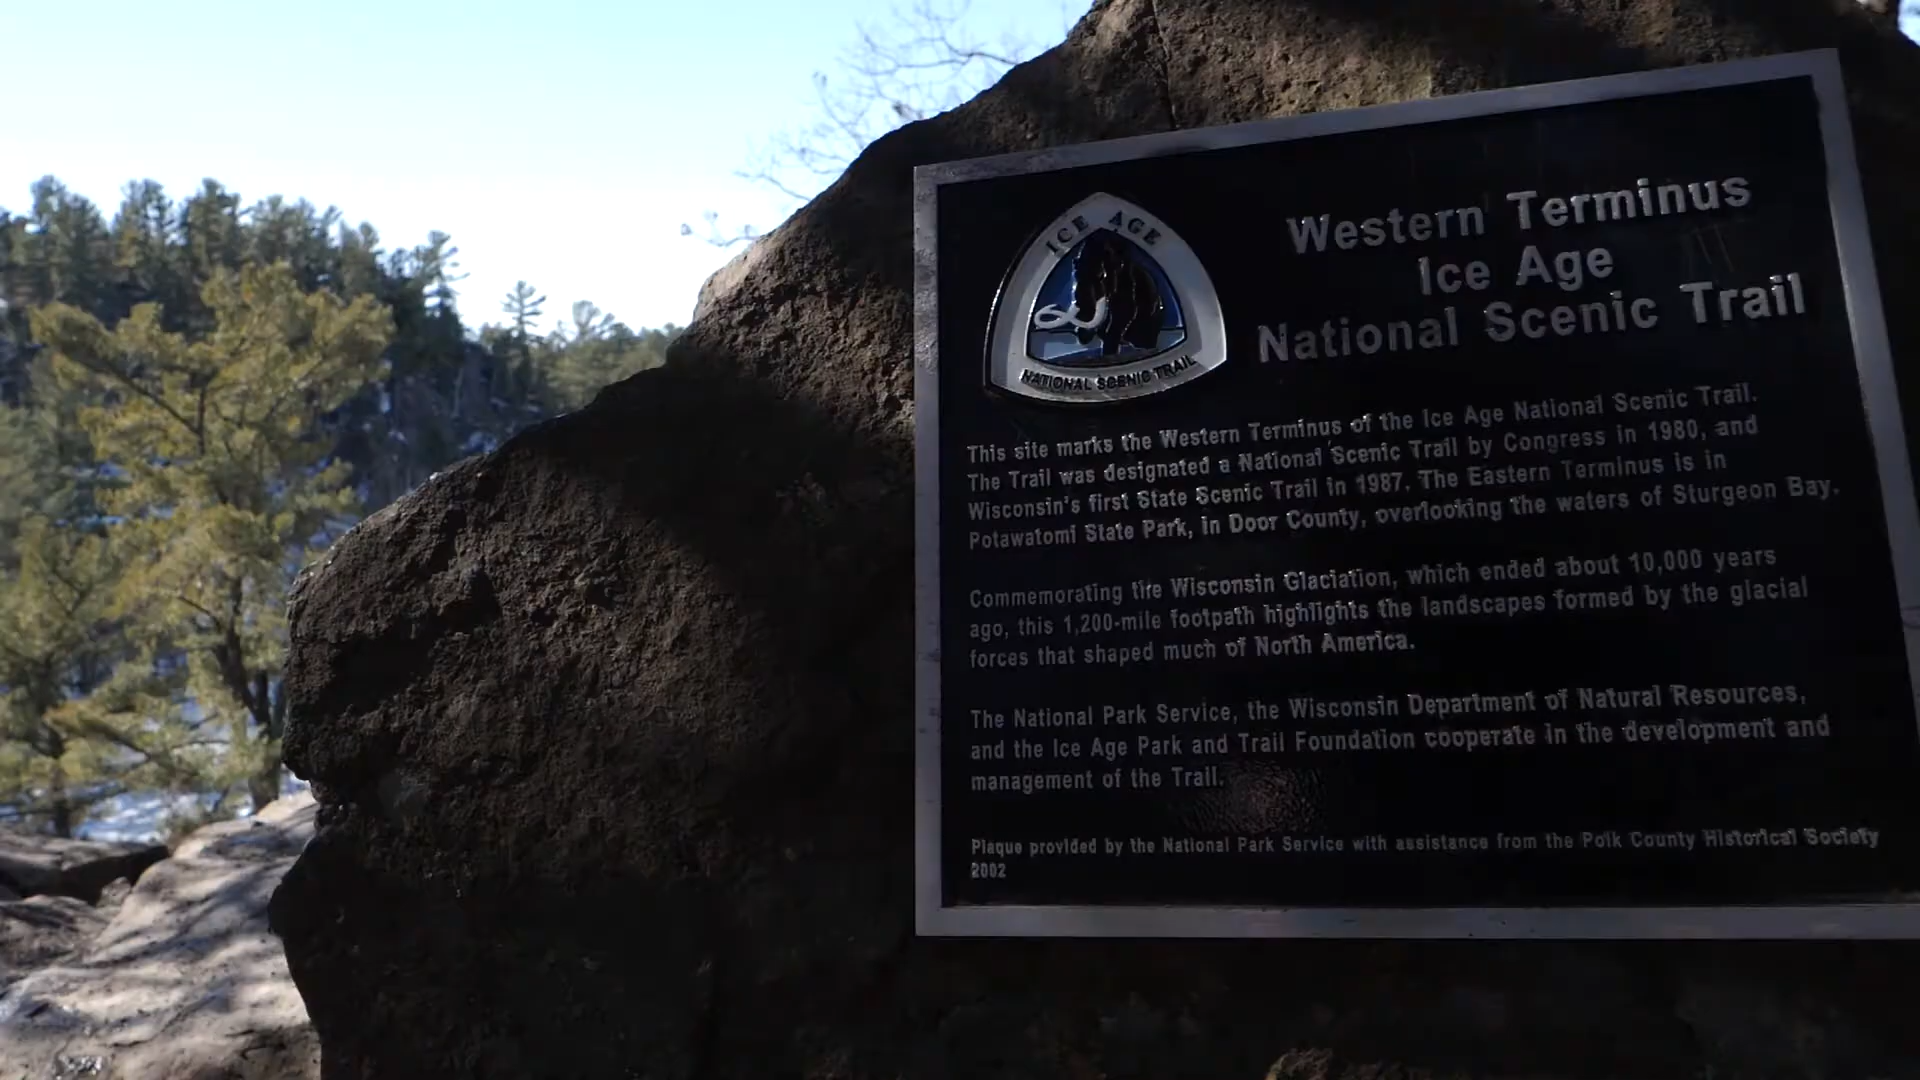 ICE AGE
NATIONAL SCENIC TRAIL
Western Terminus
Ice Age
National Scenic Trail
This site marks the Western Terminus of the Ice Age National Scenic Trail.
The Trail was designated a National Scenic Trail by Congress in 1980, and
Wisconsin's first State Scenic Trail in 1987. The Eastern Terminus is in
Potawatomi State Park, in Door County, overlooking the waters of Sturgeon Bay.
Commemorating the Wisconsin Glaciation, which ended about 10,000 years
ago, this 1,200-mile footpath highlights the landscapes formed by the glacial
forces that shaped much of North America.
The National Park Service, the Wisconsin Department of Natural Resources,
and the Ice Age Park and Trail Foundation cooperate in the development and
management of the Trail.
Plaque provided by the National Park Service with assistance from the Polk County Historical Society
2002